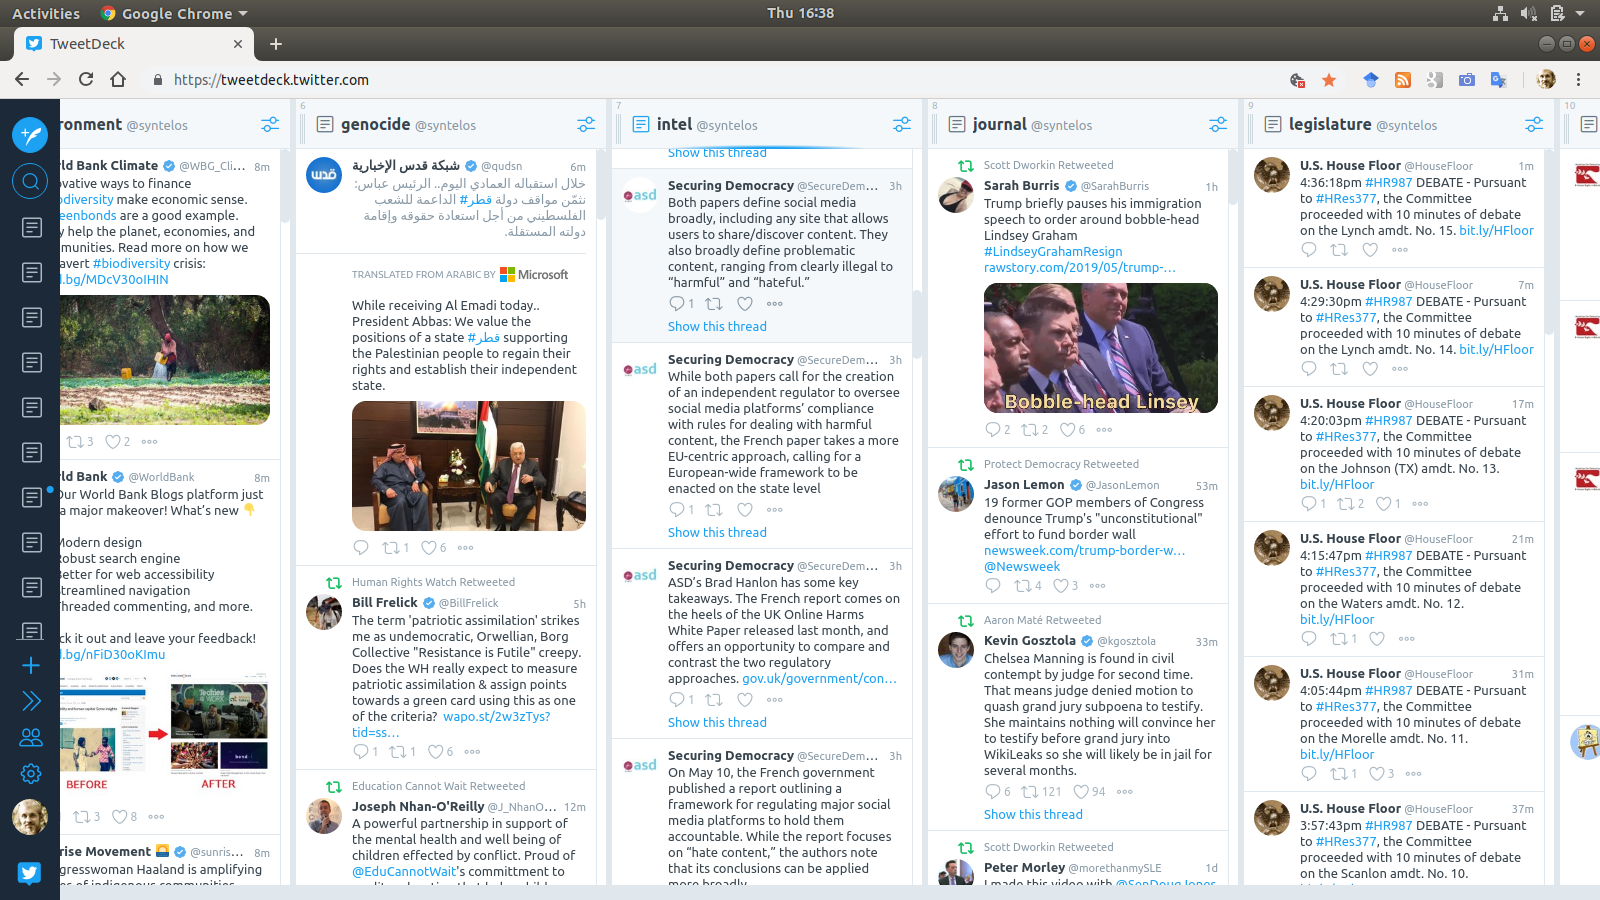 Activities
Google Chrome
Thu 16:38
TweetDeck
https://tweetdeck.twitter.com
ronment @syntelos
ld Bank Climate @WBG_Cli... 8m
ovative ways to finance
odiversity make economic sense.
eenbonds are a good example.
y help the planet, economies, and
munities. Read more on how we
avert #biodiversity crisis:
l.bg/MDcV30oIHIN
3 2
ld Bank @WorldBank 8m
Our World Bank Blogs platform just
a major makeover! What's new 👇
Modern design
Robust search engine
Better for web accessibility
Streamlined navigation
Threaded commenting, and more.
ck it out and leave your feedback!
l.bg/nFiD30oKImu
BEFORE
AFTER
3 8
rise Movement @sunris... 8m
gresswoman Haaland is amplifying
6
genocide @syntelos
شبكة قدس الإخبارية @qudsn 6m
خلال استقباله العمادي اليوم.. الرئيس عباس:
نثمّن مواقف دولة #قطر الداعمة للشعب
الفلسطيني من أجل استعادة حقوقه وإقامة
دولته المستقلة.
TRANSLATED FROM ARABIC BY Microsoft
While receiving Al Emadi today..
President Abbas: We value the
positions of a state #قطر supporting
the Palestinian people to regain their
rights and establish their independent
state.
1 6
Human Rights Watch Retweeted
Bill Frelick @BillFrelick 5h
The term 'patriotic assimilation' strikes
me as undemocratic, Orwellian, Borg
Collective "Resistance is Futile" creepy.
Does the WH really expect to measure
patriotic assimilation & assign points
towards a green card using this as one
of the criteria? wapo.st/2w3zTys?
tid=ss...
1 1 6
Education Cannot Wait Retweeted
Joseph Nhan-O'Reilly @J_NhanO... 12m
A powerful partnership in support of
the mental health and well being of
children effected by conflict. Proud of
@EduCannotWait's commitment to
7
intel @syntelos
Show this thread
asd
Securing Democracy @SecureDem... 3h
Both papers define social media
broadly, including any site that allows
users to share/discover content. They
also broadly define problematic
content, ranging from clearly illegal to
“harmful” and “hateful.”
1
Show this thread
asd
Securing Democracy @SecureDem... 3h
While both papers call for the creation
of an independent regulator to oversee
social media platforms’ compliance
with rules for dealing with harmful
content, the French paper takes a more
EU-centric approach, calling for a
European-wide framework to be
enacted on the state level
1
Show this thread
asd
Securing Democracy @SecureDem... 3h
ASD’s Brad Hanlon has some key
takeaways. The French report comes on
the heels of the UK Online Harms
White Paper released last month, and
offers an opportunity to compare and
contrast the two regulatory
approaches. gov.uk/government/con...
1
Show this thread
asd
Securing Democracy @SecureDem... 3h
On May 10, the French government
published a report outlining a
framework for regulating major social
media platforms to hold them
accountable. While the report focuses
on “hate content,” the authors note
that its conclusions can be applied
more broadly
8
journal @syntelos
Scott Dworkin Retweeted
Sarah Burris @SarahBurris 1h
Trump briefly pauses his immigration
speech to order around bobble-head
Lindsey Graham
#LindseyGrahamResign
rawstory.com/2019/05/trump-...
Bobble-head Linsey
2 2 6
Protect Democracy Retweeted
Jason Lemon @JasonLemon 53m
19 former GOP members of Congress
denounce Trump's "unconstitutional"
effort to fund border wall
newsweek.com/trump-border-w...
@Newsweek
4 3
Aaron Maté Retweeted
Kevin Gosztola @kgosztola 33m
Chelsea Manning is found in civil
contempt by judge for second time.
That means judge denied motion to
quash grand jury subpoena to testify.
She maintains nothing will convince her
to testify before grand jury into
WikiLeaks so she will likely be in jail for
several months.
6 121 94
Show this thread
Scott Dworkin Retweeted
Peter Morley @morethanmySLE 1d
I made this video with @SenDougJones
9
legislature @syntelos
U.S. House Floor @HouseFloor 1m
4:36:18pm #HR987 DEBATE - Pursuant
to #HRes377, the Committee
proceeded with 10 minutes of debate
on the Lynch amdt. No. 15. bit.ly/HFloor
U.S. House Floor @HouseFloor 7m
4:29:30pm #HR987 DEBATE - Pursuant
to #HRes377, the Committee
proceeded with 10 minutes of debate
on the Lynch amdt. No. 14. bit.ly/HFloor
U.S. House Floor @HouseFloor 17m
4:20:03pm #HR987 DEBATE - Pursuant
to #HRes377, the Committee
proceeded with 10 minutes of debate
on the Johnson (TX) amdt. No. 13.
bit.ly/HFloor
1 2 1
U.S. House Floor @HouseFloor 21m
4:15:47pm #HR987 DEBATE - Pursuant
to #HRes377, the Committee
proceeded with 10 minutes of debate
on the Waters amdt. No. 12.
bit.ly/HFloor
1
U.S. House Floor @HouseFloor 31m
4:05:44pm #HR987 DEBATE - Pursuant
to #HRes377, the Committee
proceeded with 10 minutes of debate
on the Morelle amdt. No. 11.
bit.ly/HFloor
1 3
U.S. House Floor @HouseFloor 37m
3:57:43pm #HR987 DEBATE - Pursuant
to #HRes377, the Committee
proceeded with 10 minutes of debate
on the Scanlon amdt. No. 10.
10